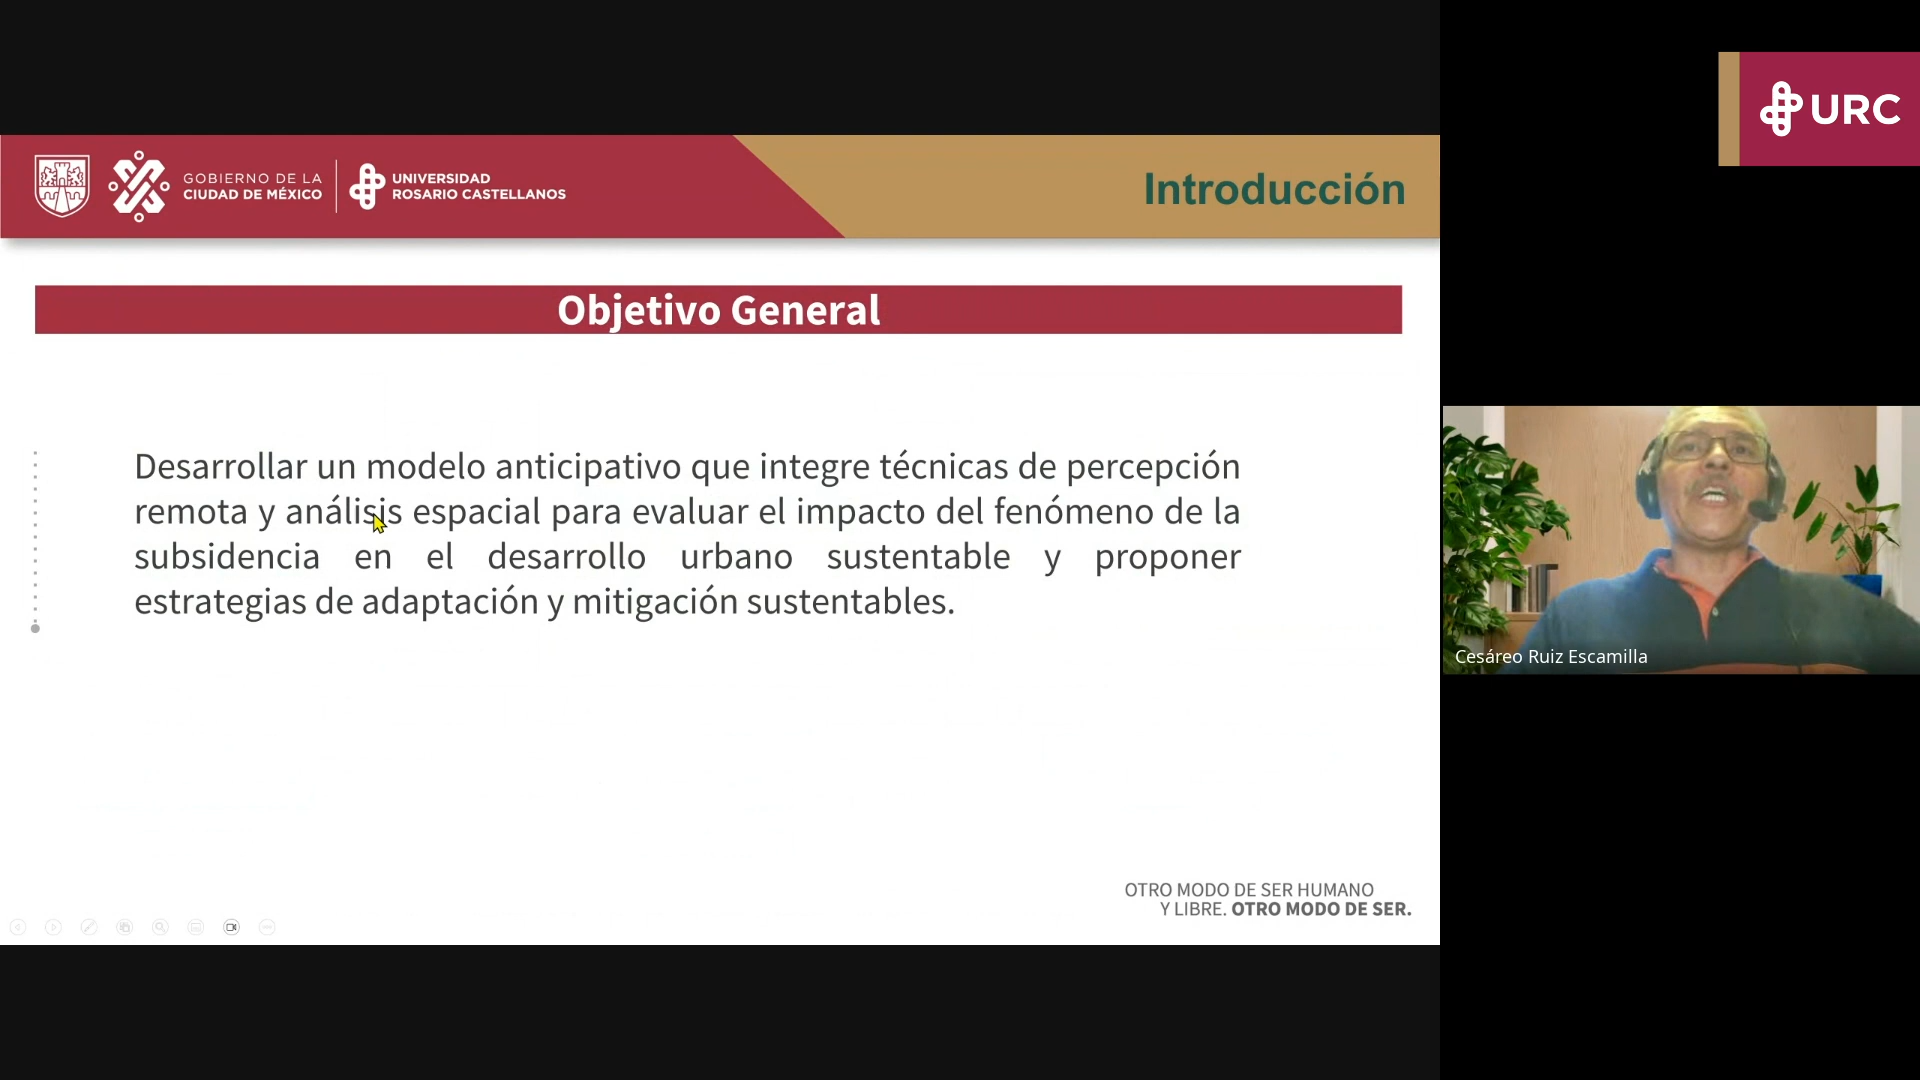 GOBIERNO DE LA
CIUDAD DE MÉXICO
UNIVERSIDAD
ROSARIO CASTELLANOS
Introducción
URC
Objetivo General
Desarrollar un modelo anticipativo que integre técnicas de percepción
remota y análisis espacial para evaluar el impacto del fenómeno de la
subsidencia en el desarrollo urbano sustentable y proponer
estrategias de adaptación y mitigación sustentables.
Cesáreo Ruiz Escamilla
OTRO MODO DE SER HUMANO
Y LIBRE. OTRO MODO DE SER.